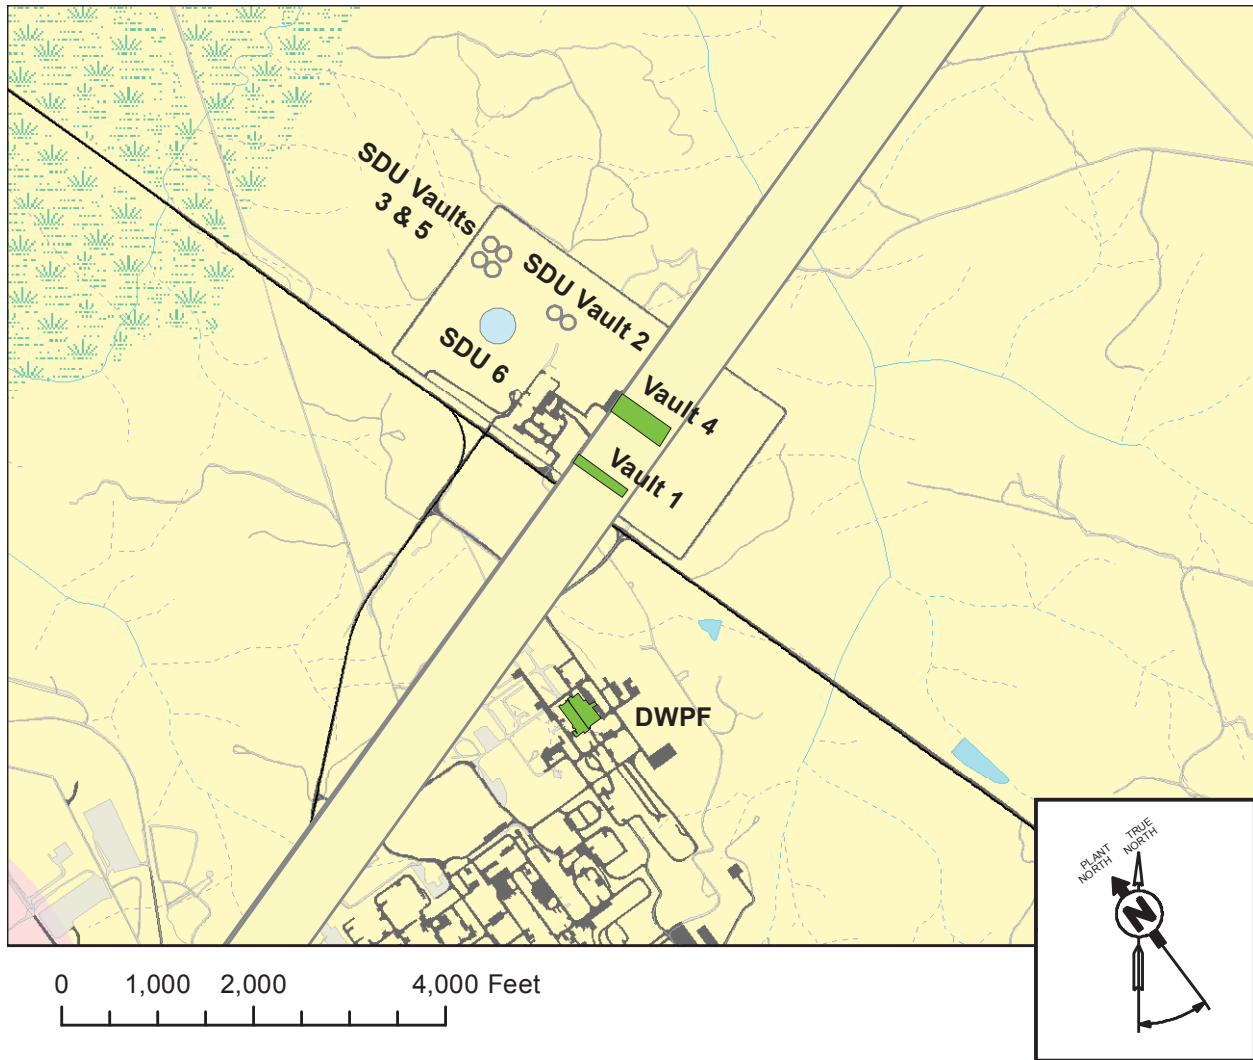 SDU Vaults
3 & 5
SDU Vault 2
SDU 6
Vault 4
Vault 1
DWPF
PLANT
NORTH
TRUE
NORTH
N
0 1,000 2,000 4,000 Feet